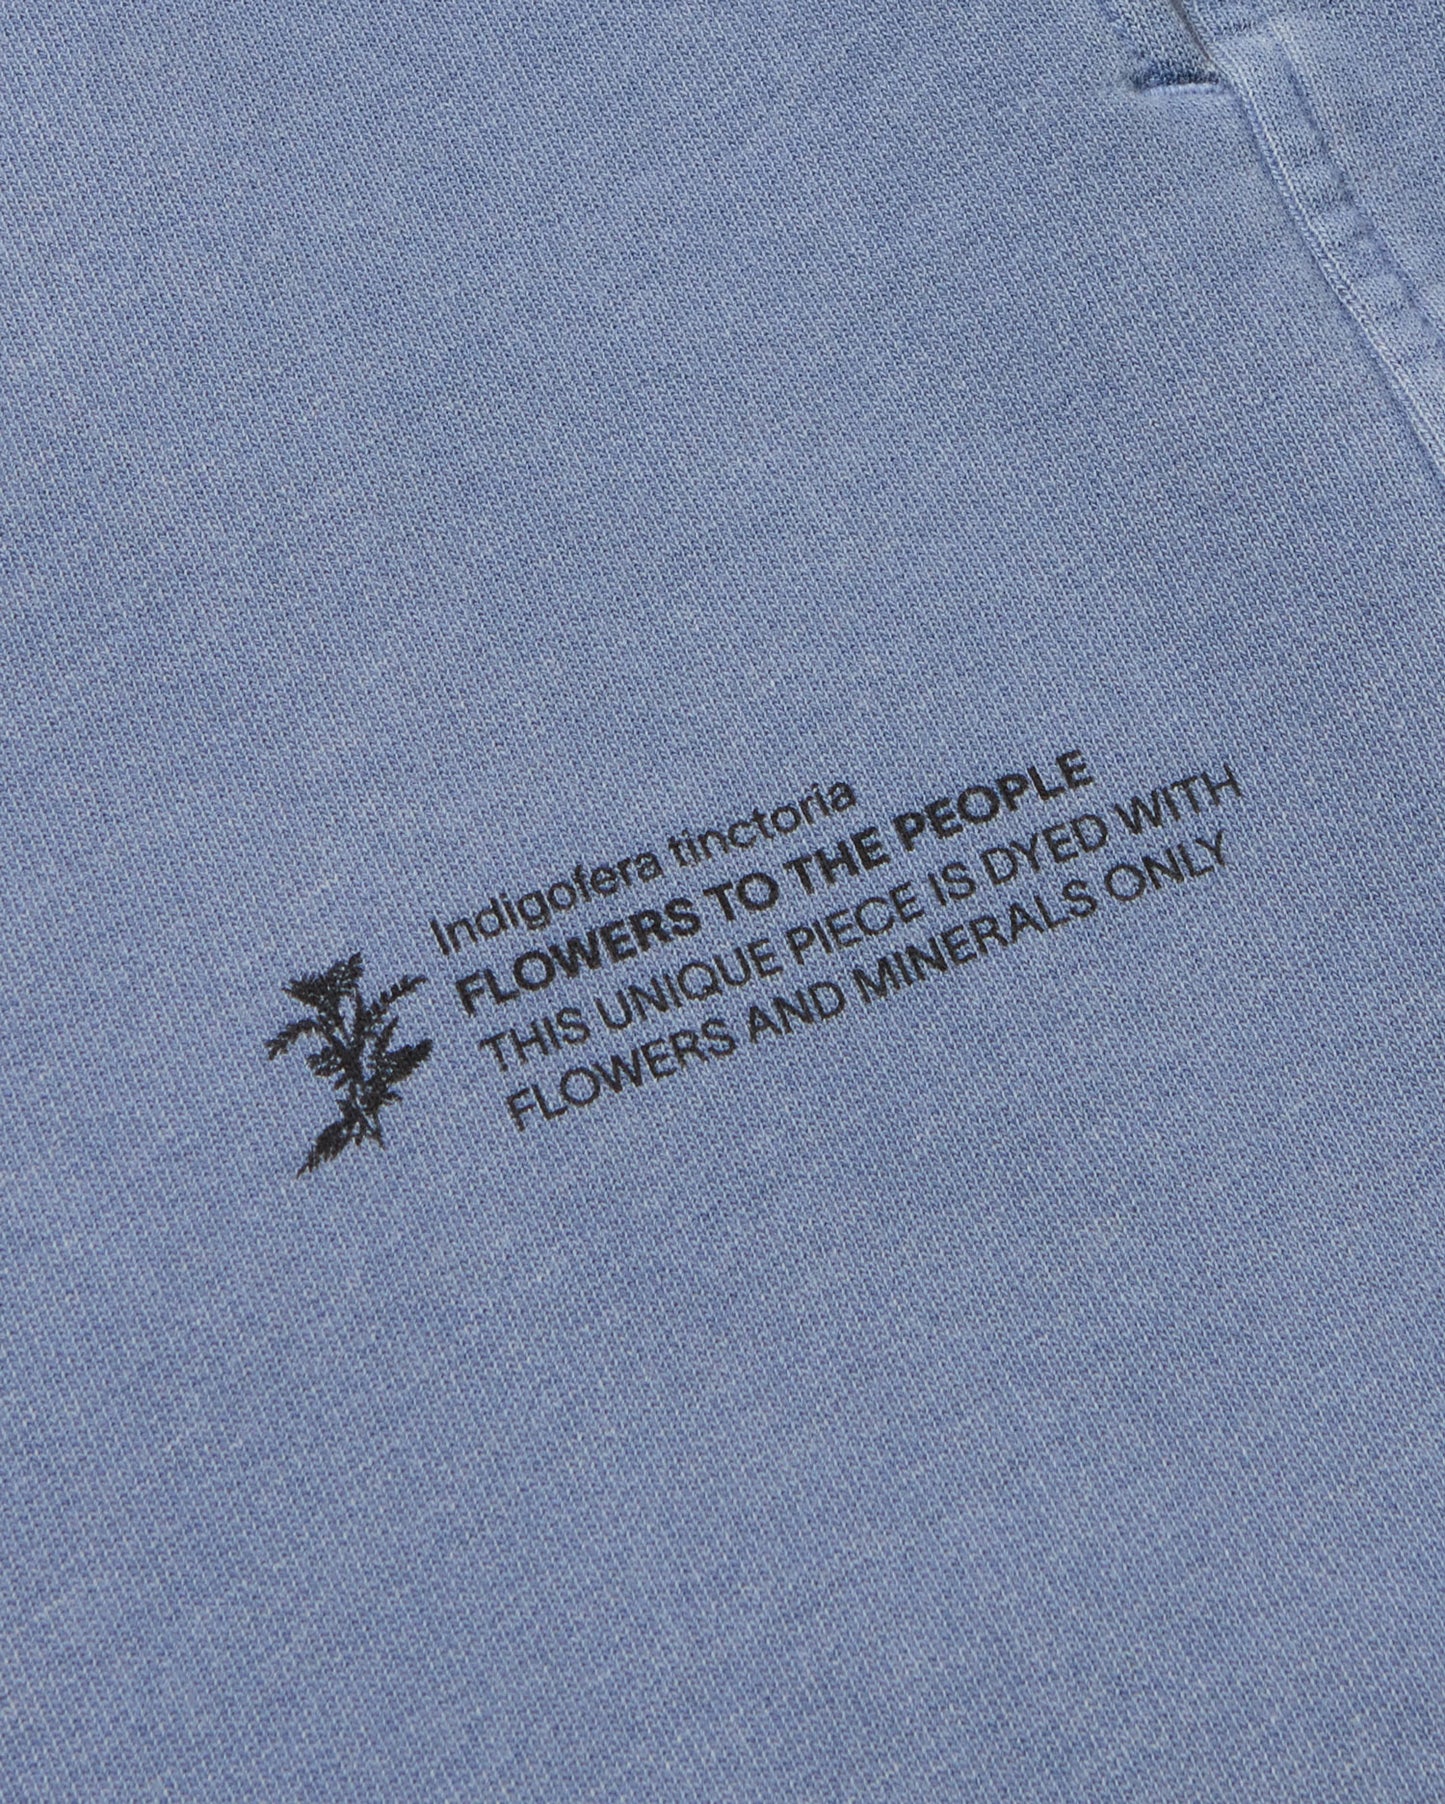 Indigofera tinctoria
FLOWERS TO THE PEOPLE
THIS UNIQUE PIECE IS DYED WITH
FLOWERS AND MINERALS ONLY